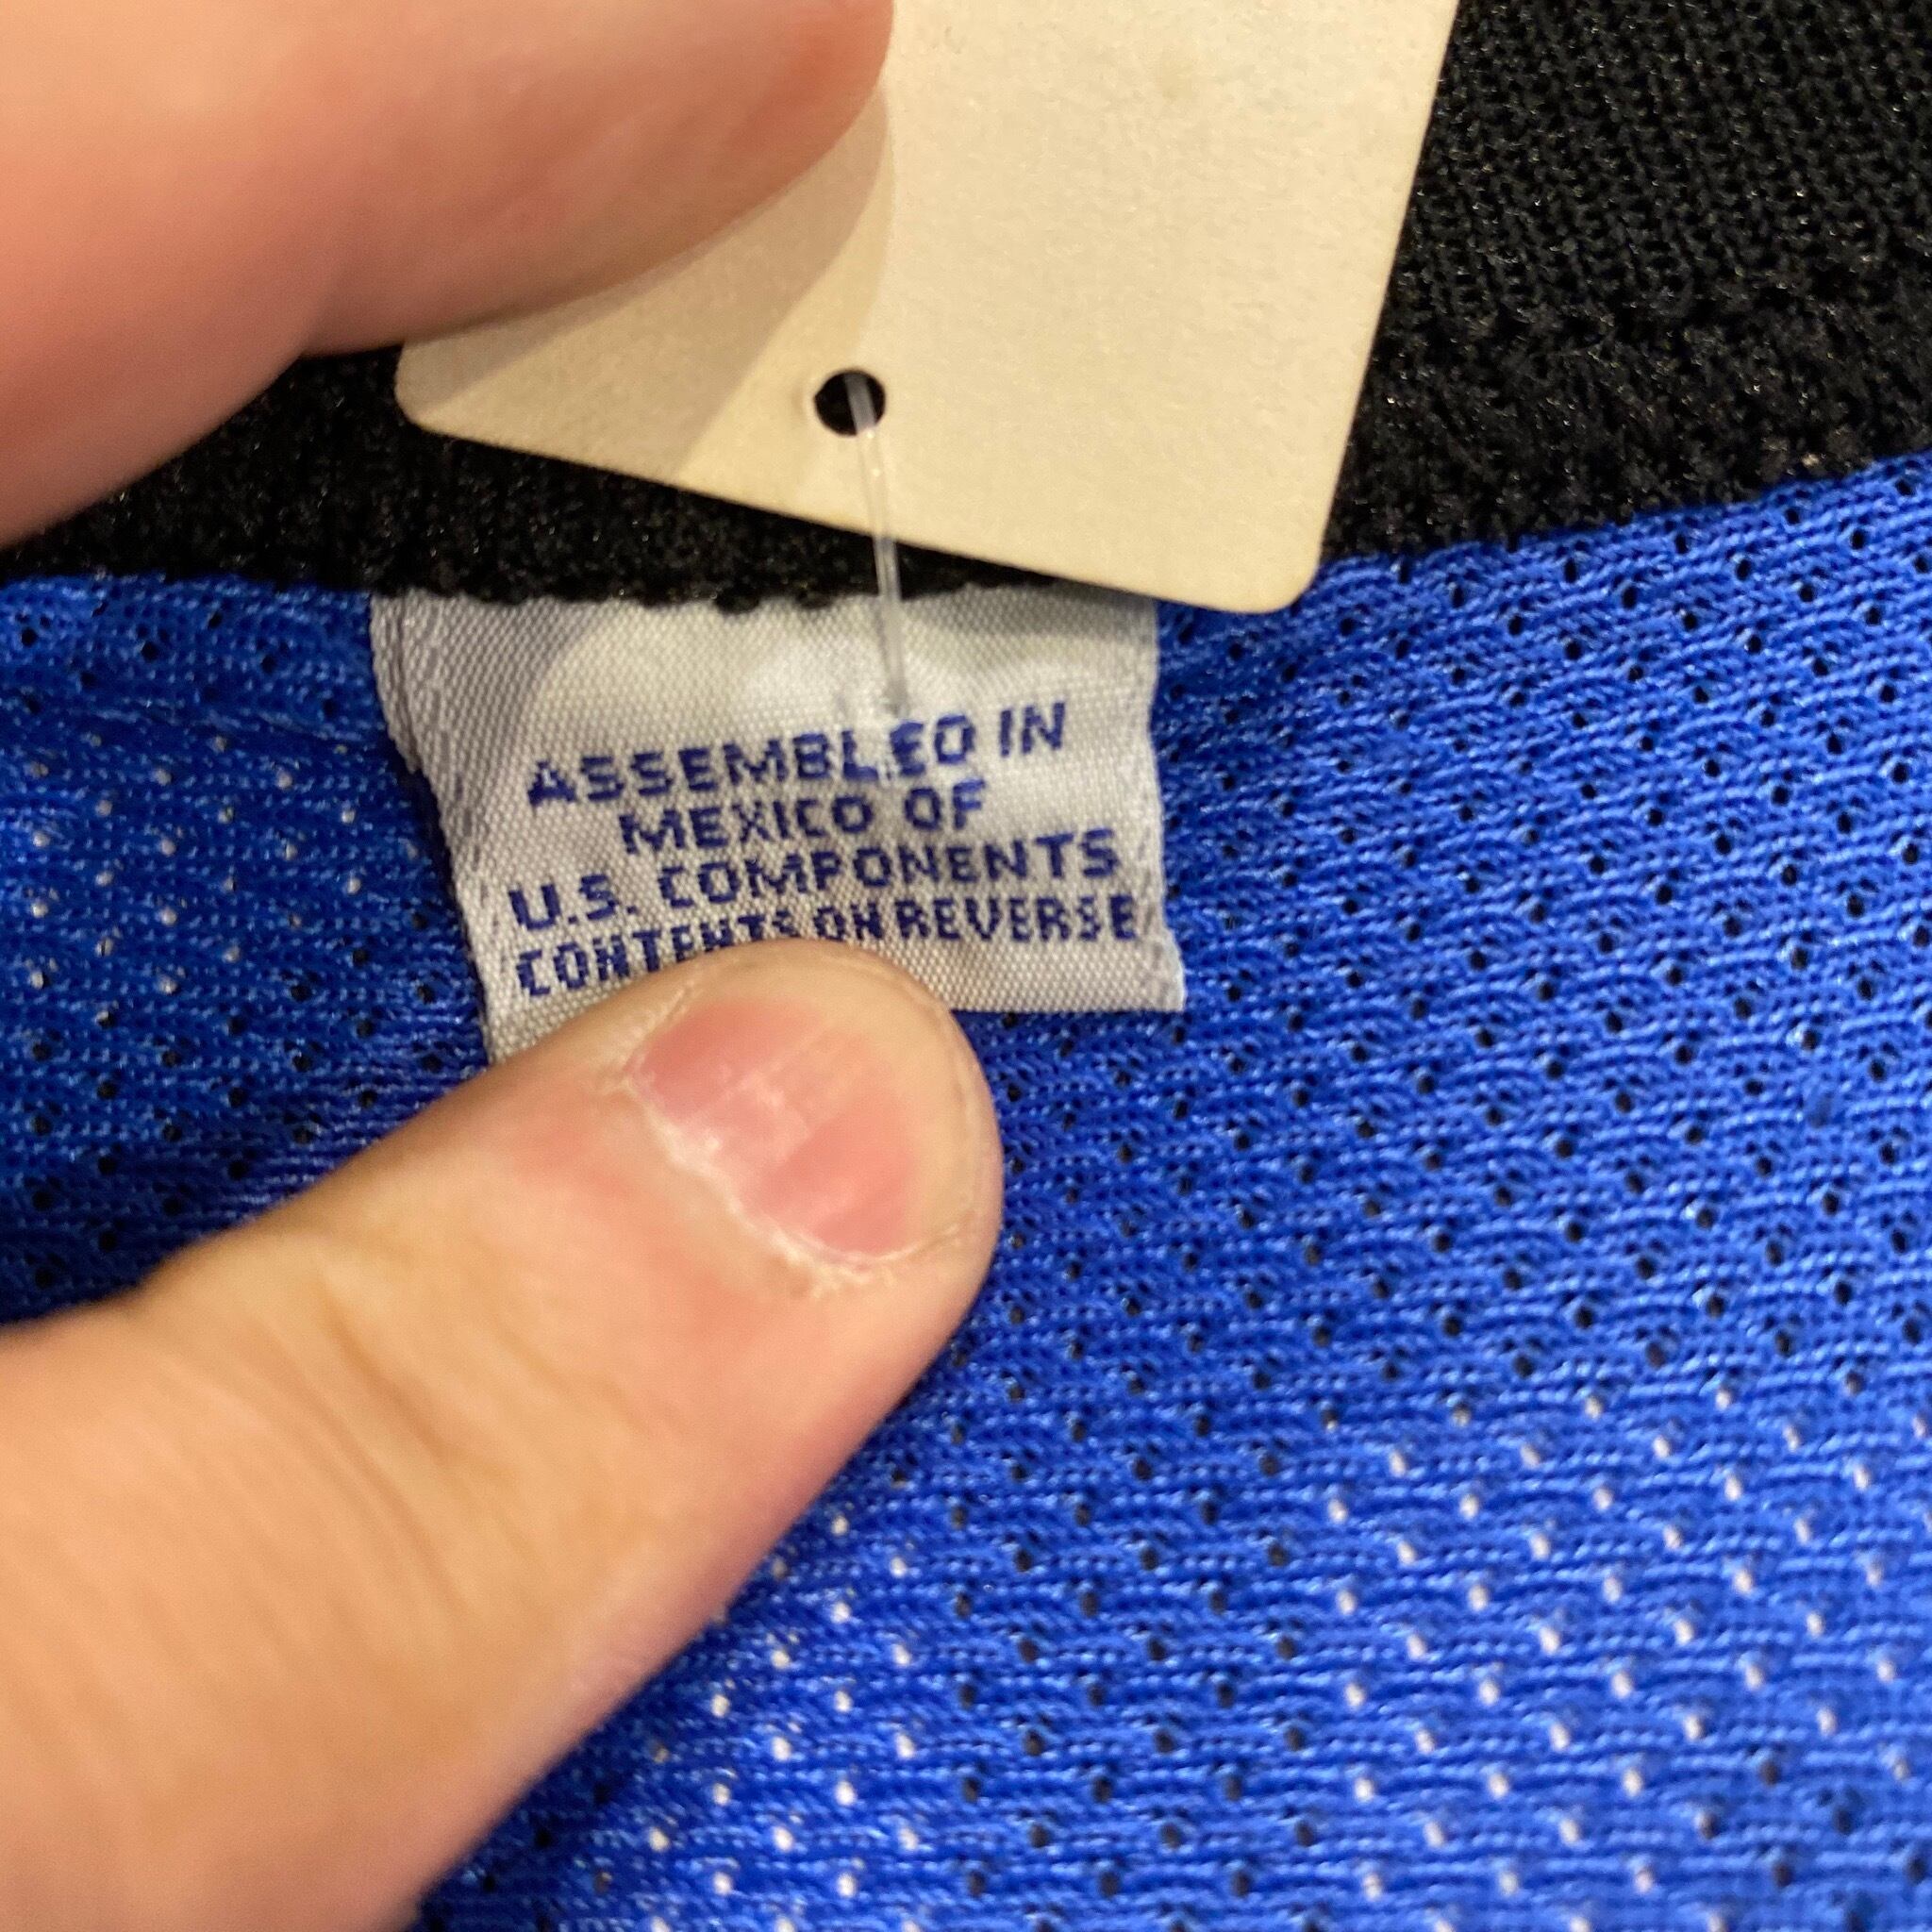 ASSEMBLED IN
MEXICO OF
U.S. COMPONENTS
CONTENTS ON REVERSE